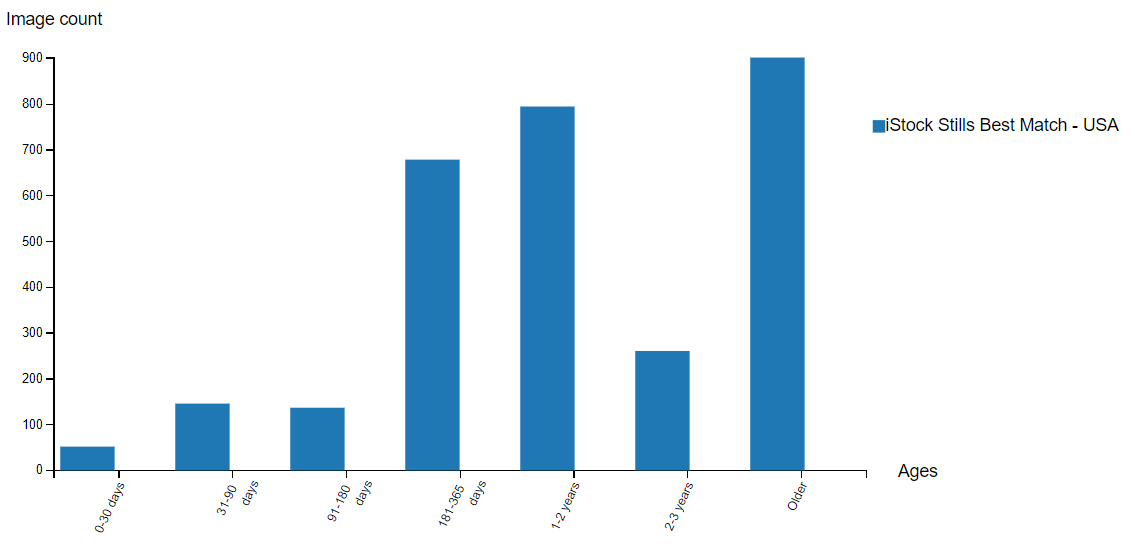 Image count
900
800
700
600
500
400
300
200
100
0
iStock Stills Best Match - USA
Ages
0-30 days
31-90
days
91-180
days
181-365
days
1-2 years
2-3 years
Older